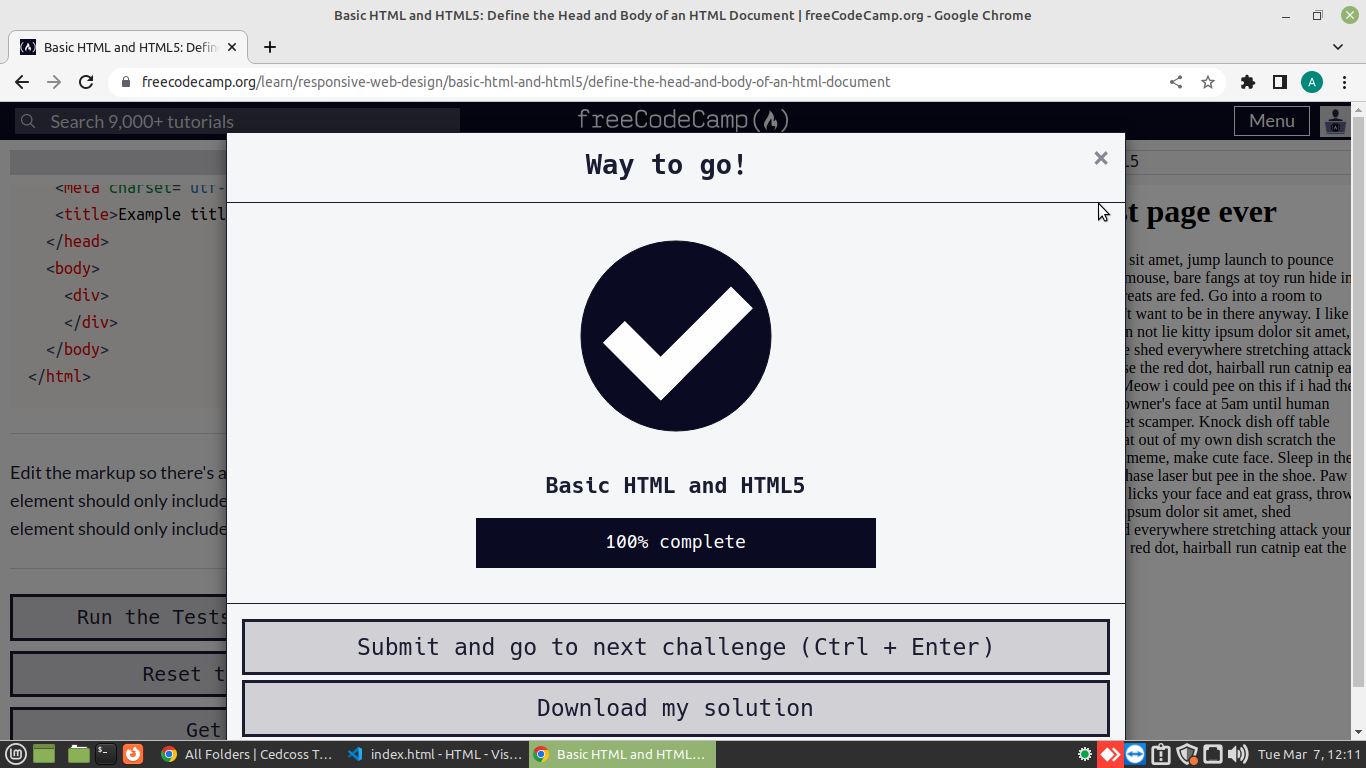 Basic HTML and HTML5: Define the Head and Body of an HTML Document | freeCodeCamp.org - Google Chrome
Basic HTML and HTML5: Defin
freecodecamp.org/learn/responsive-web-design/basic-html-and-html5/define-the-head-and-body-of-an-html-document
A
Search 9,000+ tutorials
freeCodeCamp
Menu
Way to go!
×
<meta charset="utf-
<title>Example titl
</head>
<body>
<div>
</div>
</body>
</html>
Edit the markup so there's a
element should only include
element should only include
Run the Tests
Reset t
Get
Basic HTML and HTML5
100% complete
Submit and go to next challenge (Ctrl + Enter)
Download my solution
page ever
sit amet, jump launch to pounce
mouse, bare fangs at toy run hide in
are fed. Go into a room to
want to be in there anyway. I like
not lie kitty ipsum dolor sit amet,
shed everywhere stretching attack
the red dot, hairball run catnip ea
Meow i could pee on this if i had the
owner's face at 5am until human
scamper. Knock dish off table
out of my own dish scratch the
meme, make cute face. Sleep in the
laser but pee in the shoe. Paw
licks your face and eat grass, throw
ipsum dolor sit amet, shed
everywhere stretching attack your
red dot, hairball run catnip eat the
All Folders | Cedcoss T...
index.html - HTML - Vis...
Basic HTML and HTML...
Tue Mar 7, 12:11